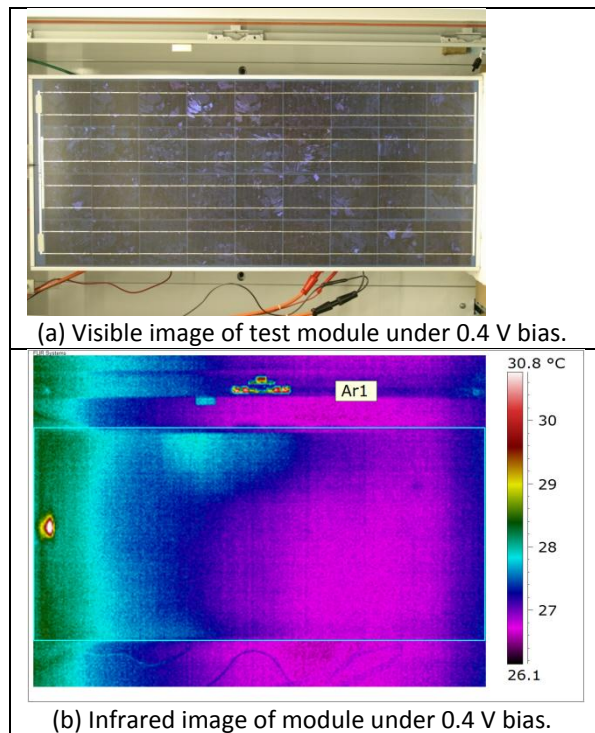 (a) Visible image of test module under 0.4 V bias.
FLIR Systems
30.8 °C
Ar1
30
29
28
27
26.1
(b) Infrared image of module under 0.4 V bias.